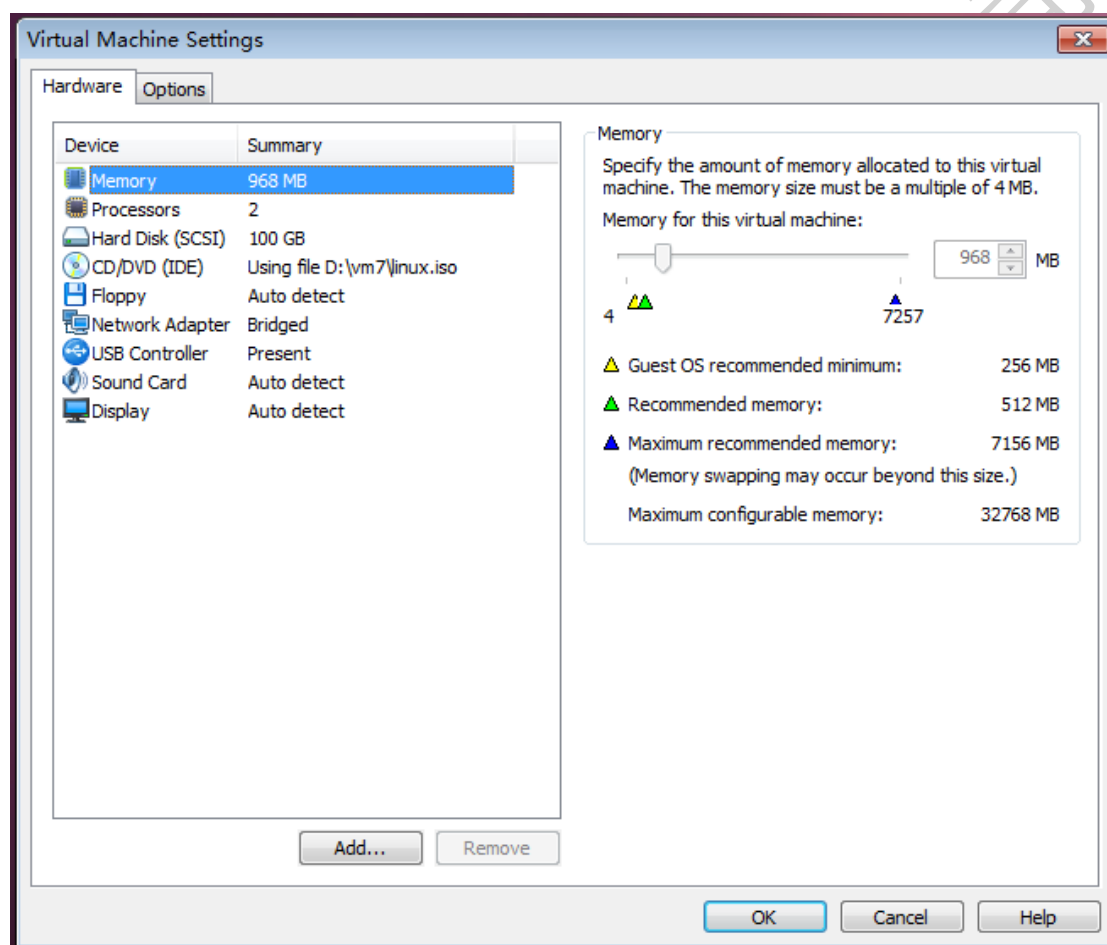 Virtual Machine Settings
Hardware Options
Device Summary
Memory 968 MB
Processors 2
Hard Disk (SCSI) 100 GB
CD/DVD (IDE) Using file D:\vm7\linux.iso
Floppy Auto detect
Network Adapter Bridged
USB Controller Present
Sound Card Auto detect
Display Auto detect
Add... Remove
Memory
Specify the amount of memory allocated to this virtual
machine. The memory size must be a multiple of 4 MB.
Memory for this virtual machine:
968 MB
4 7257
Guest OS recommended minimum: 256 MB
Recommended memory: 512 MB
Maximum recommended memory: 7156 MB
(Memory swapping may occur beyond this size.)
Maximum configurable memory: 32768 MB
OK Cancel Help